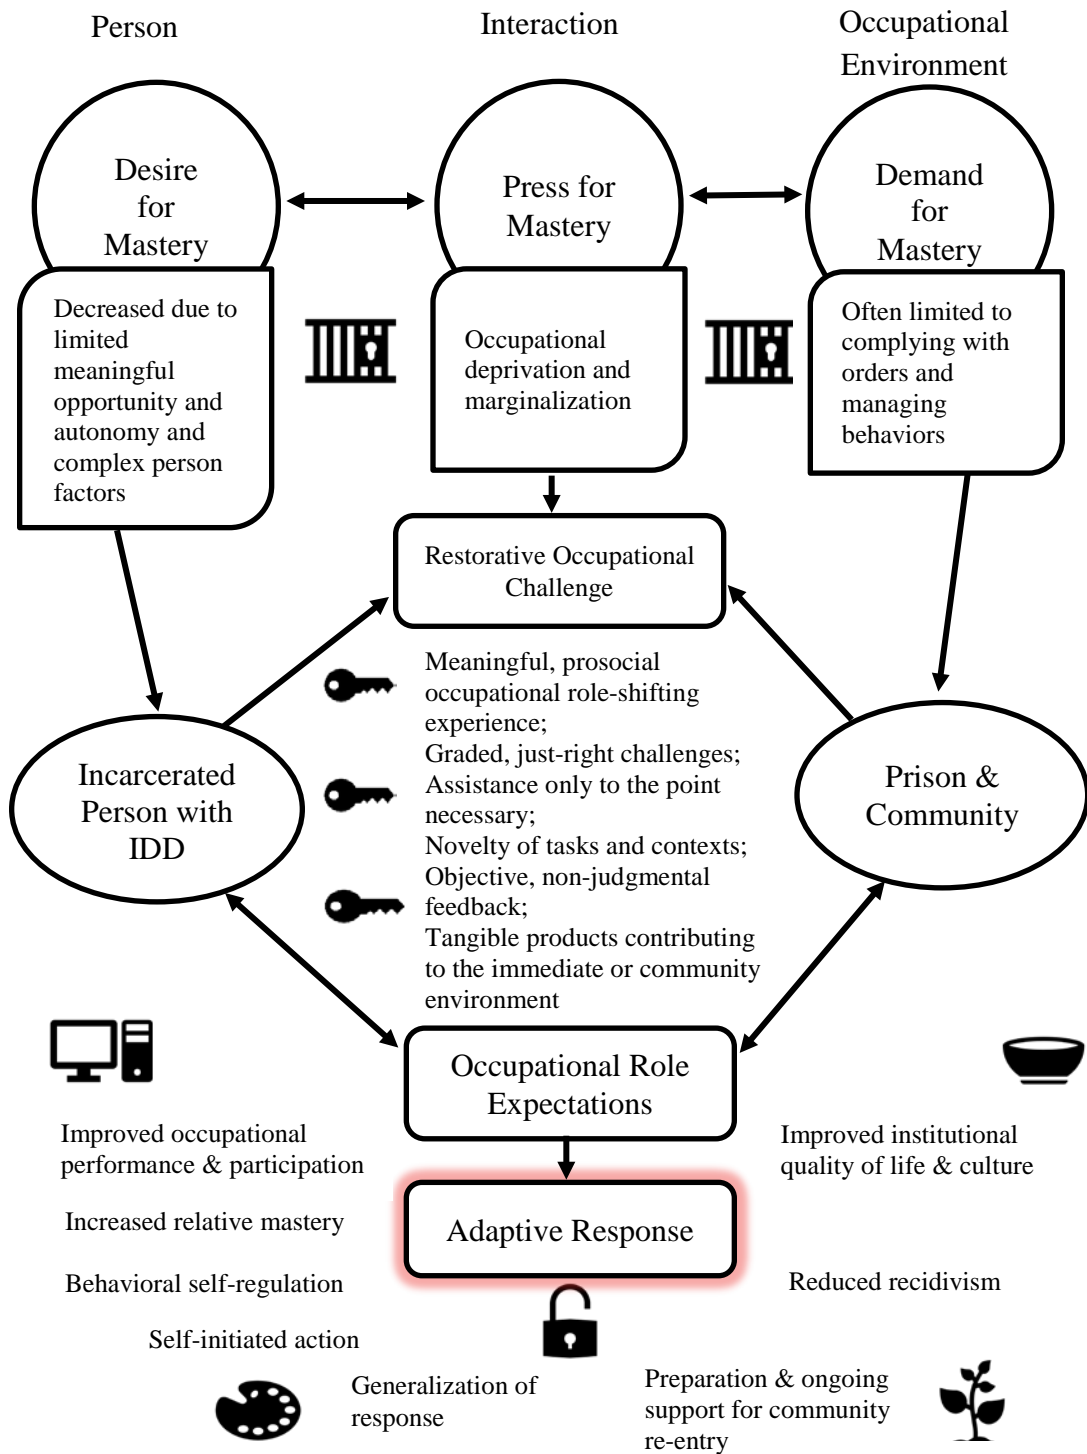 Person
Interaction
Occupational
Environment
Desire
for
Mastery
Press for
Mastery
Demand
for
Mastery
Decreased due to
limited
meaningful
opportunity and
autonomy and
complex person
factors
Occupational
deprivation and
marginalization
Often limited to
complying with
orders and
managing
behaviors
Restorative Occupational
Challenge
Incarcerated
Person with
IDD
Meaningful, prosocial
occupational role-shifting
experience;
Graded, just-right challenges;
Assistance only to the point
necessary;
Novelty of tasks and contexts;
Objective, non-judgmental
feedback;
Tangible products contributing
to the immediate or community
environment
Prison &
Community
Occupational Role
Expectations
Adaptive Response
Improved occupational
performance & participation
Increased relative mastery
Behavioral self-regulation
Self-initiated action
Generalization of
response
Improved institutional
quality of life & culture
Reduced recidivism
Preparation & ongoing
support for community
re-entry